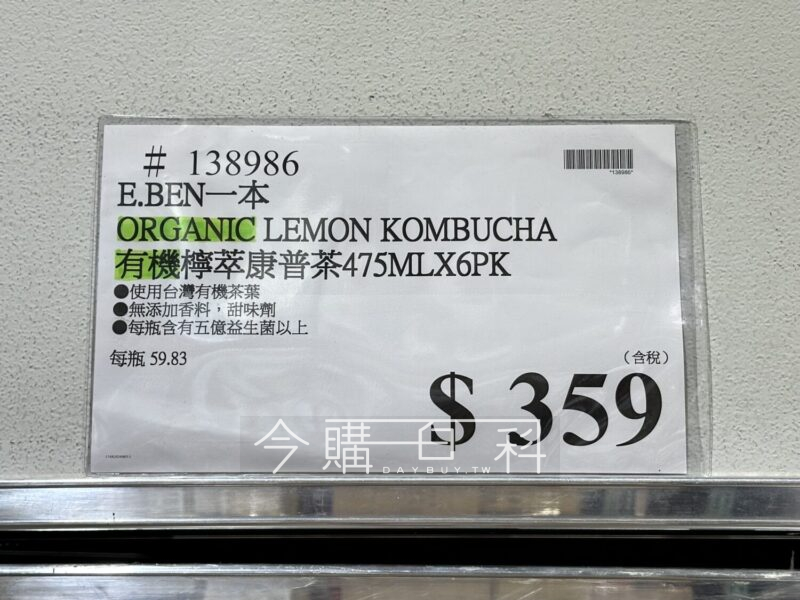 # 138986
*138986*
E.BEN一本
ORGANIC LEMON KOMBUCHA
有機檸萃康普茶475MLX6PK
●使用台灣有機茶葉
●無添加香料，甜味劑
●每瓶含有五億益生菌以上
每瓶 59.83
（含稅）
$ 359
今購百科
DAYBUY.TW